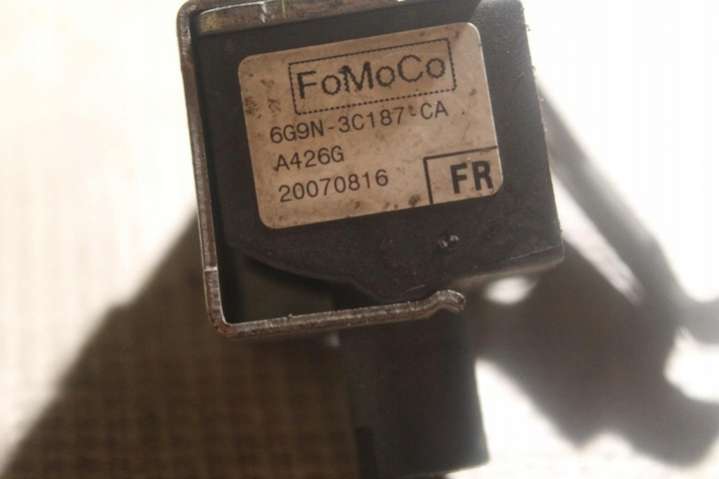 FoMoCo
6G9N-3C187-CA
A426G
20070816
FR